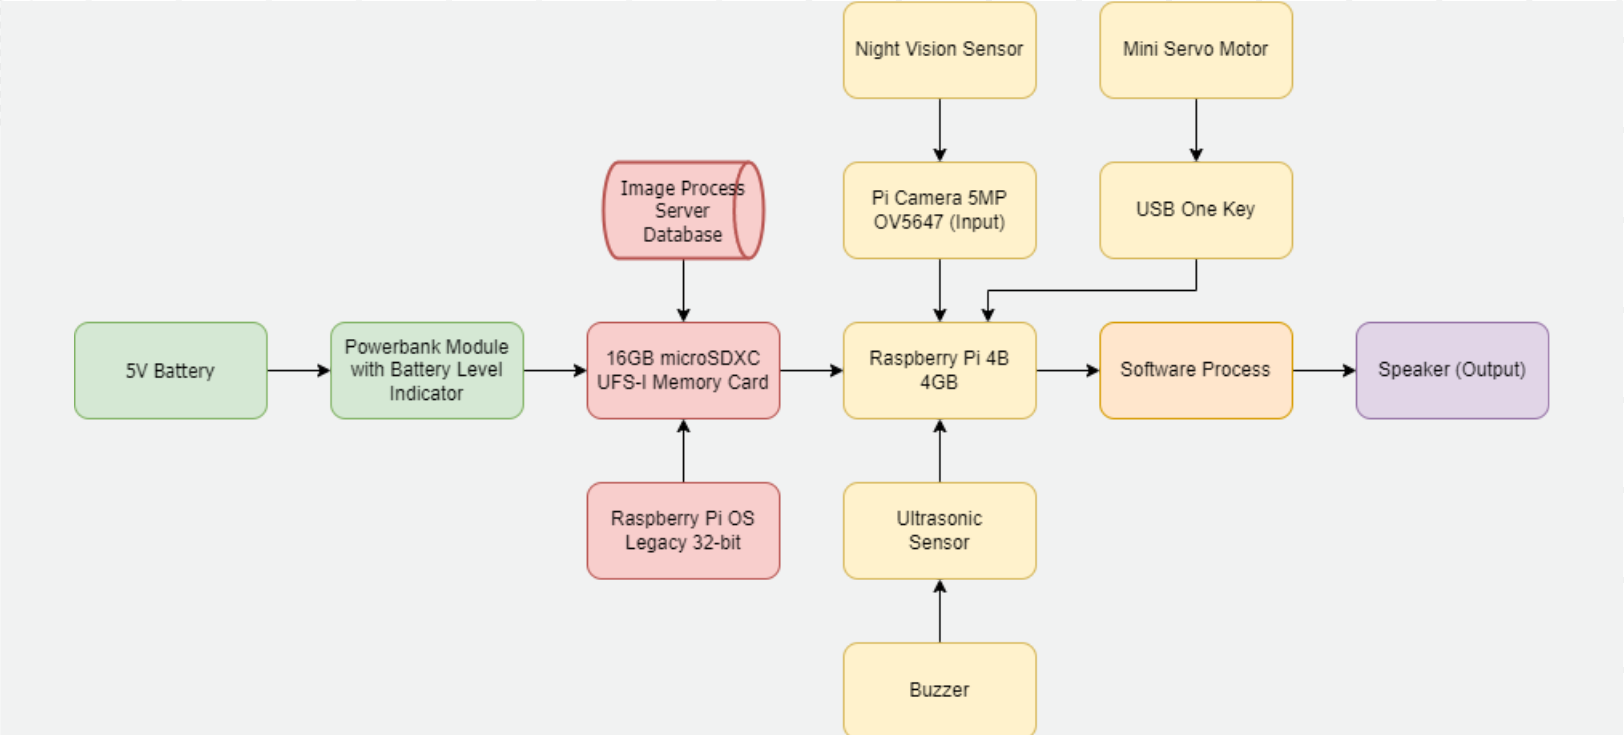 Night Vision Sensor
Mini Servo Motor
Image Process
Server
Database
Pi Camera 5MP
OV5647 (Input)
USB One Key
5V Battery
Powerbank Module
with Battery Level
Indicator
16GB microSDXC
UFS-I Memory Card
Raspberry Pi 4B
4GB
Software Process
Speaker (Output)
Raspberry Pi OS
Legacy 32-bit
Ultrasonic
Sensor
Buzzer